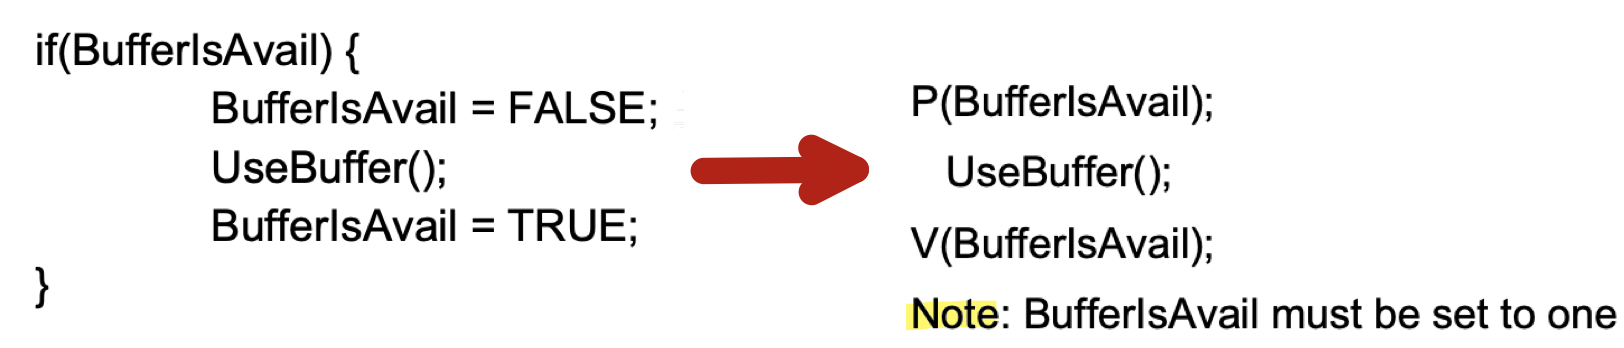 if(BufferIsAvail) {
BufferIsAvail = FALSE;
UseBuffer();
BufferIsAvail = TRUE;
}
P(BufferIsAvail);
UseBuffer();
V(BufferIsAvail);
Note: BufferIsAvail must be set to one